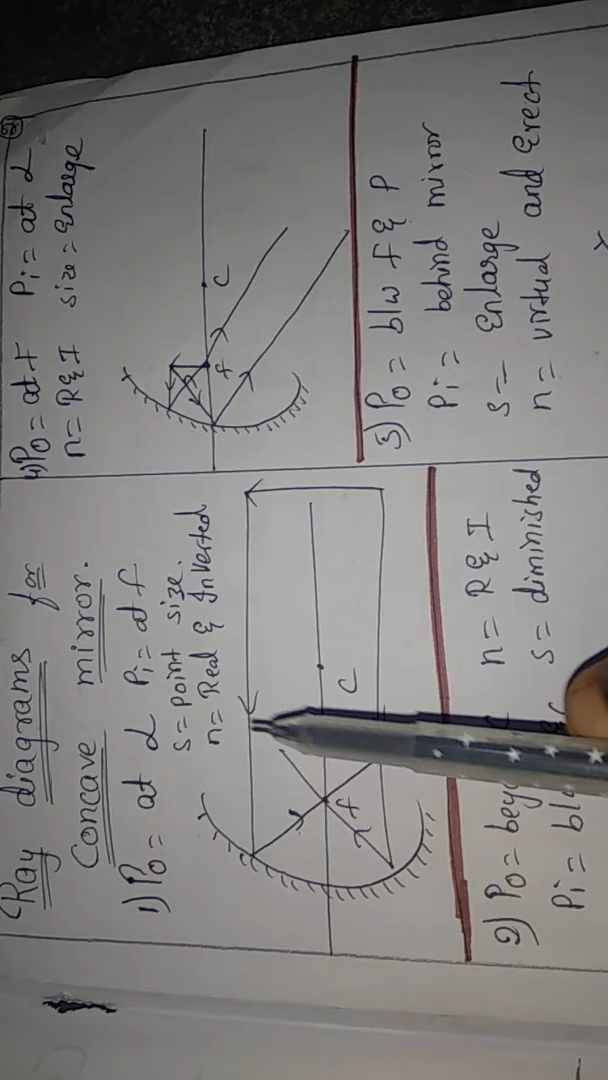 Ray diagrams for
Concave mirror.
1) Po = at α Pi = at f
s = point size.
n = Real & Inverted
C
f
2) Po = n = R & I
Pi = s = diminished
4) Po = at f Pi = at α
n = R & I size = Enlarge
C
f
5) Po = b/w f & P
Pi = behind mirror
s = Enlarge
n = virtual and Erect